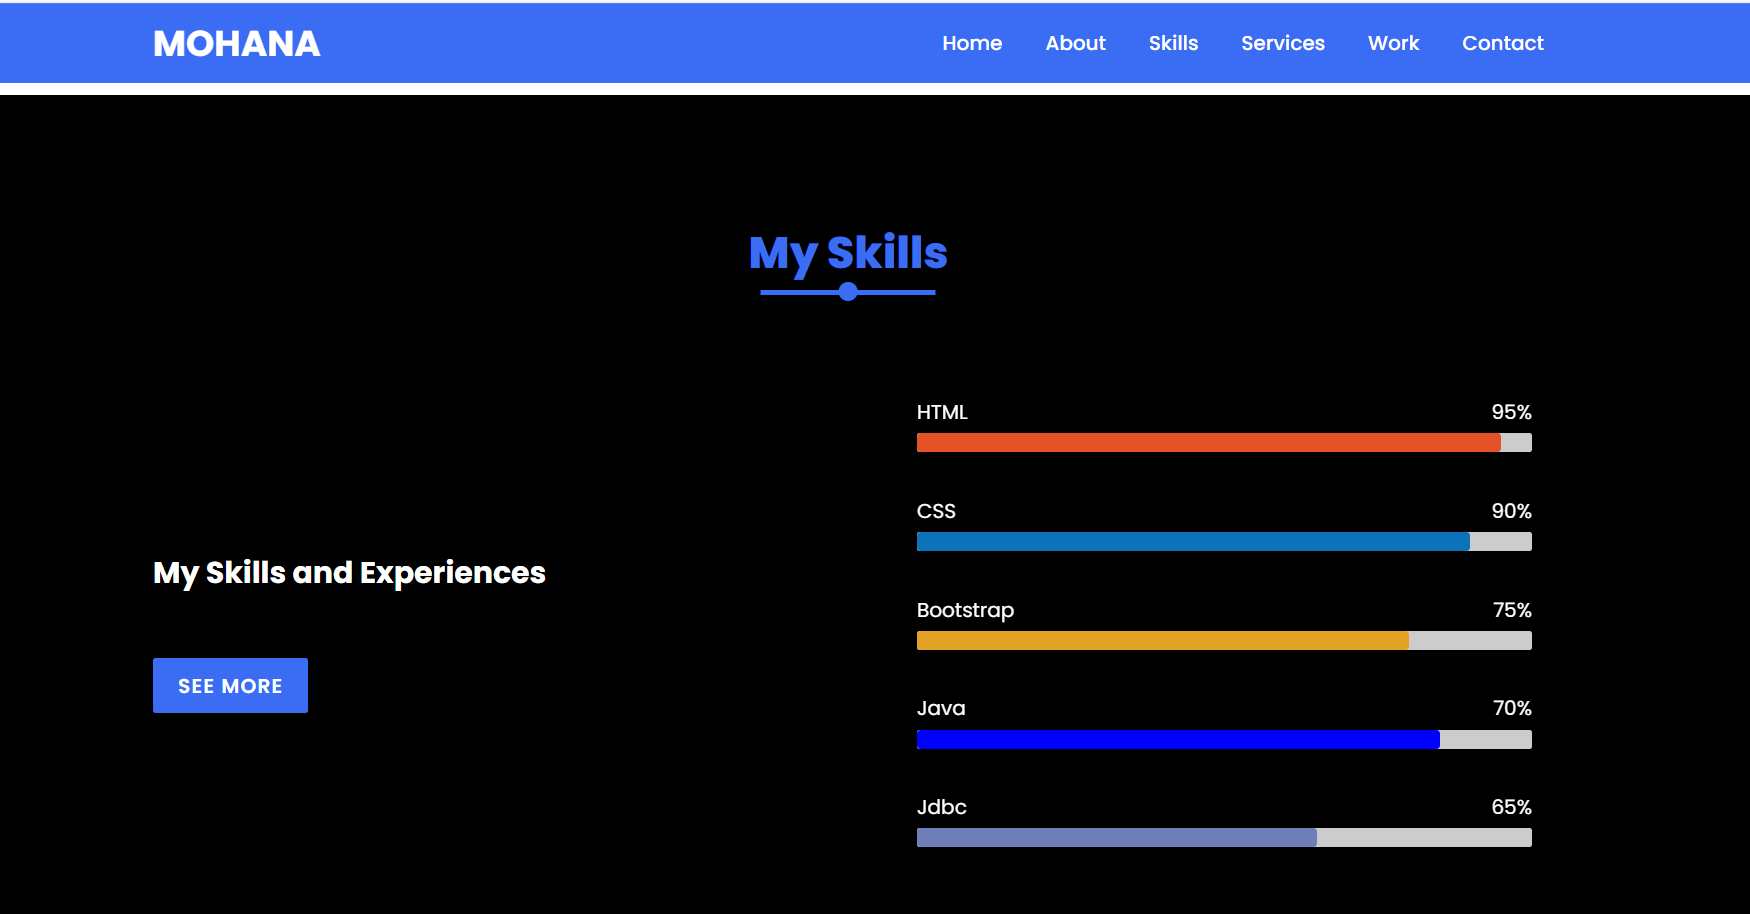 MOHANA
Home About Skills Services Work Contact
My Skills
My Skills and Experiences
SEE MORE
HTML 95%
CSS 90%
Bootstrap 75%
Java 70%
Jdbc 65%